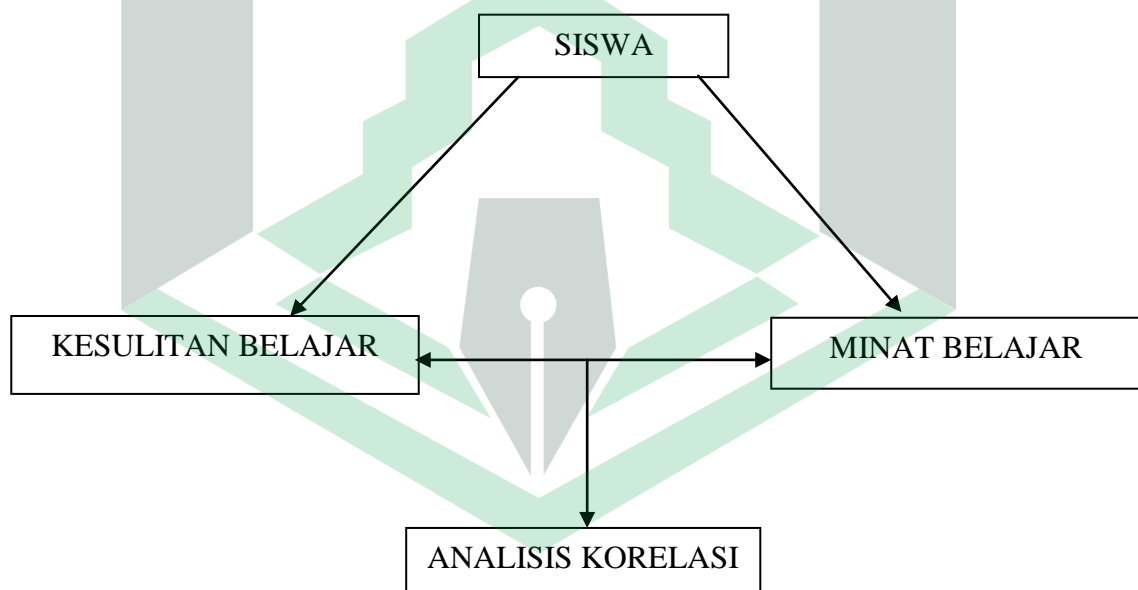 SISWA
KESULITAN BELAJAR
MINAT BELAJAR
ANALISIS KORELASI